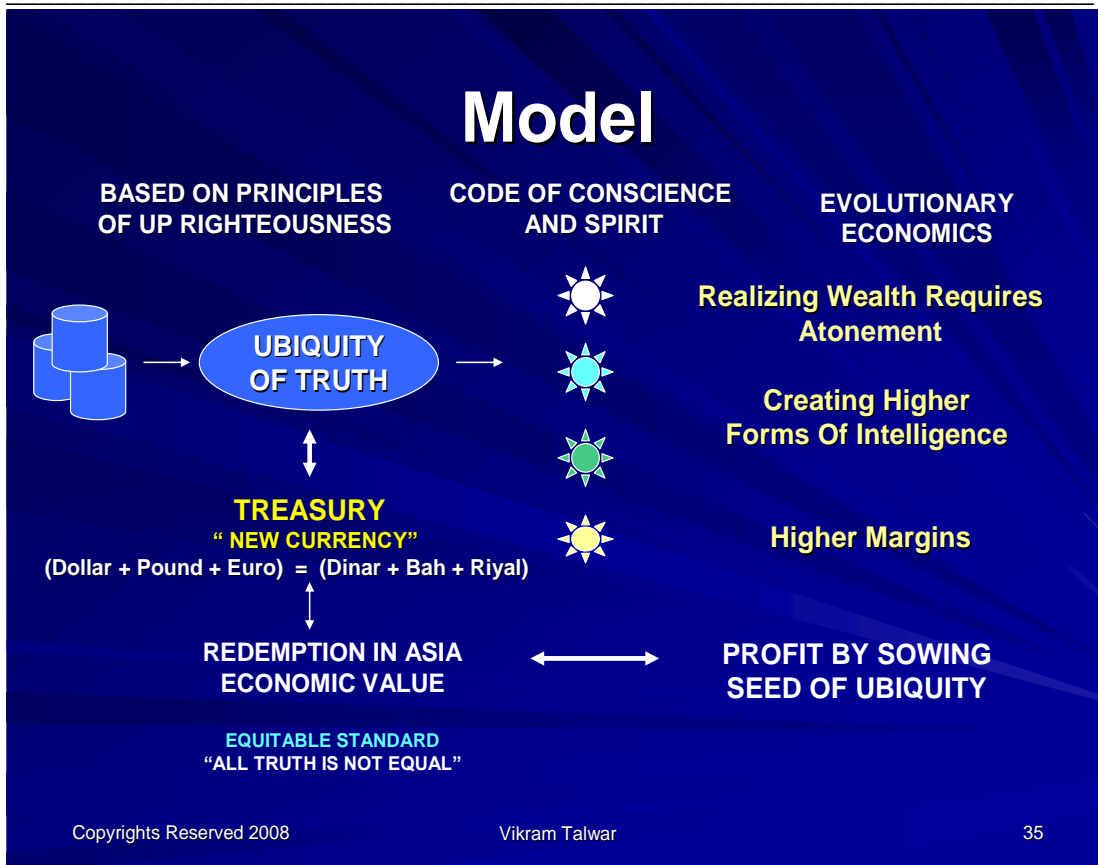 Model
BASED ON PRINCIPLES
OF UP RIGHTEOUSNESS
CODE OF CONSCIENCE
AND SPIRIT
EVOLUTIONARY
ECONOMICS
UBIQUITY
OF TRUTH
Realizing Wealth Requires
Atonement
Creating Higher
Forms Of Intelligence
Higher Margins
TREASURY
“ NEW CURRENCY”
(Dollar + Pound + Euro) = (Dinar + Bah + Riyal)
REDEMPTION IN ASIA
ECONOMIC VALUE
PROFIT BY SOWING
SEED OF UBIQUITY
EQUITABLE STANDARD
“ALL TRUTH IS NOT EQUAL”
Copyrights Reserved 2008
Vikram Talwar
35